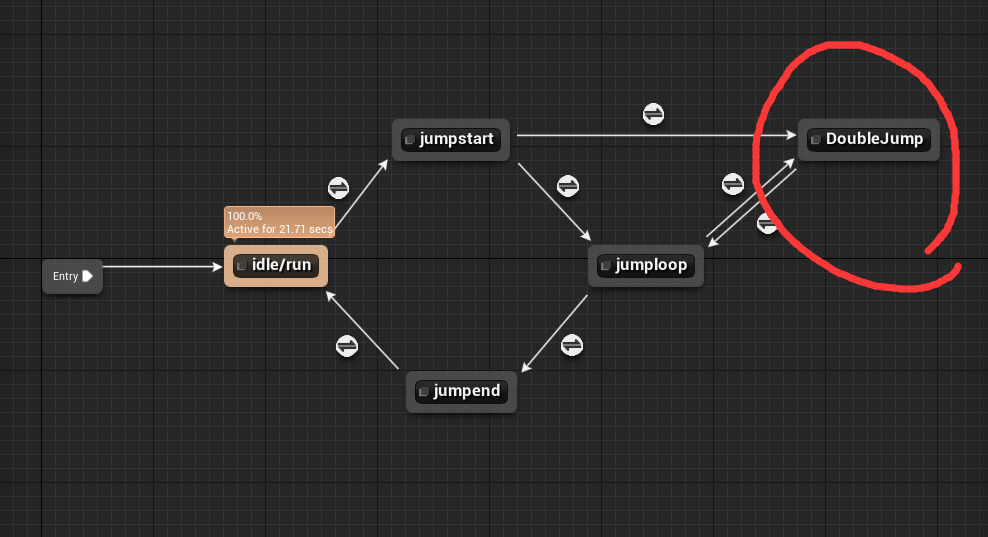 jumpstart
DoubleJump
100.0%
Active for 21.71 secs
Entry
idle/run
jumploop
jumpend